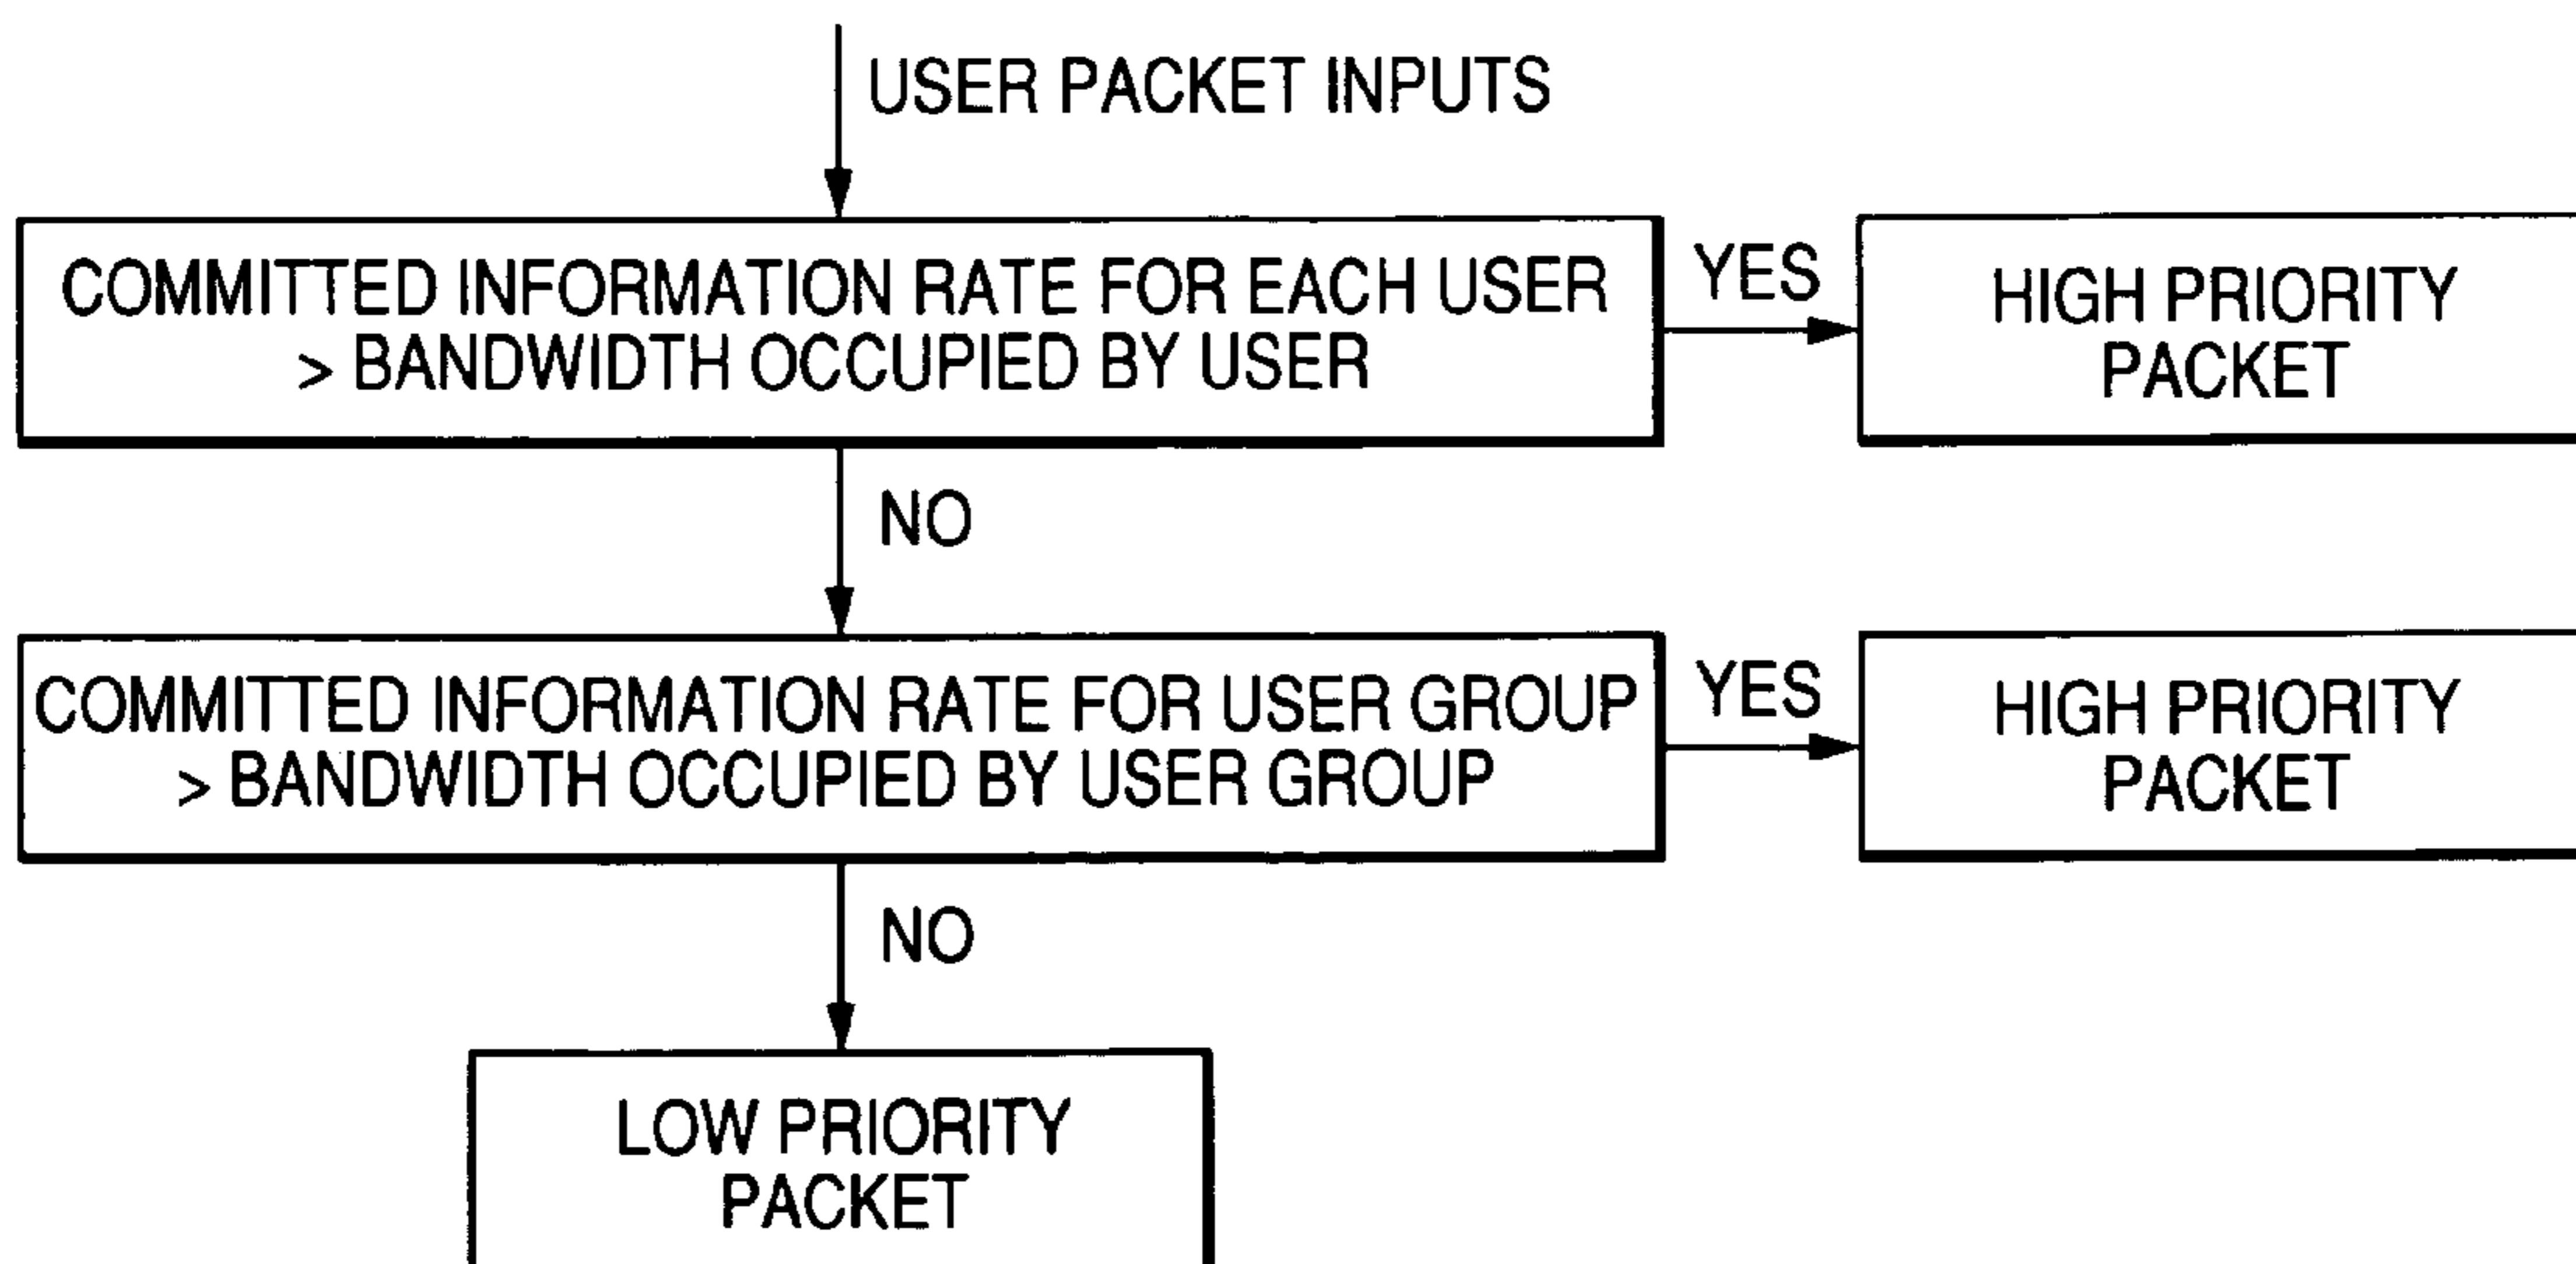 USER PACKET INPUTS
COMMITTED INFORMATION RATE FOR EACH USER
> BANDWIDTH OCCUPIED BY USER
YES
HIGH PRIORITY
PACKET
NO
COMMITTED INFORMATION RATE FOR USER GROUP
> BANDWIDTH OCCUPIED BY USER GROUP
YES
HIGH PRIORITY
PACKET
NO
LOW PRIORITY
PACKET